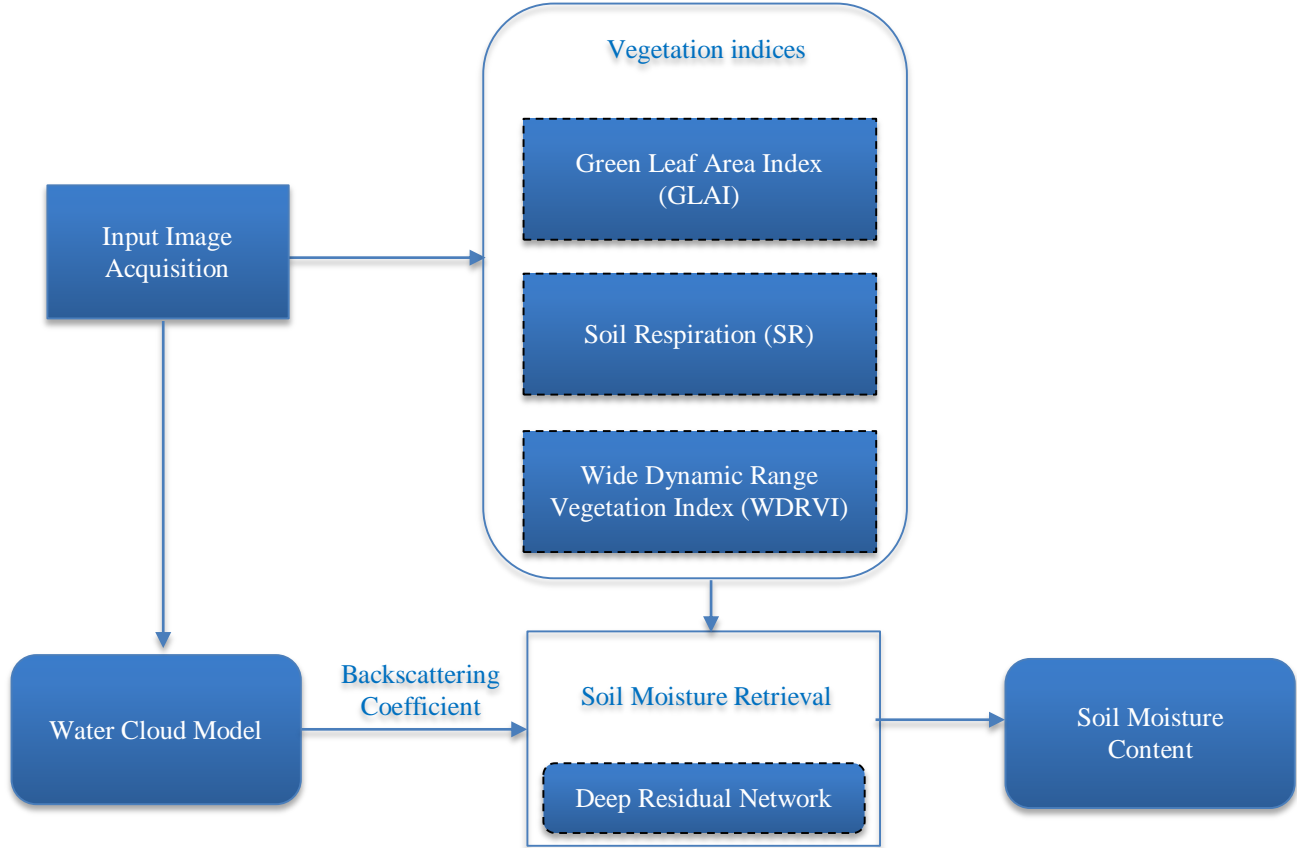 Vegetation indices
Green Leaf Area Index
(GLAI)
Input Image
Acquisition
Soil Respiration (SR)
Wide Dynamic Range
Vegetation Index (WDRVI)
Water Cloud Model
Backscattering
Coefficient
Soil Moisture Retrieval
Deep Residual Network
Soil Moisture
Content